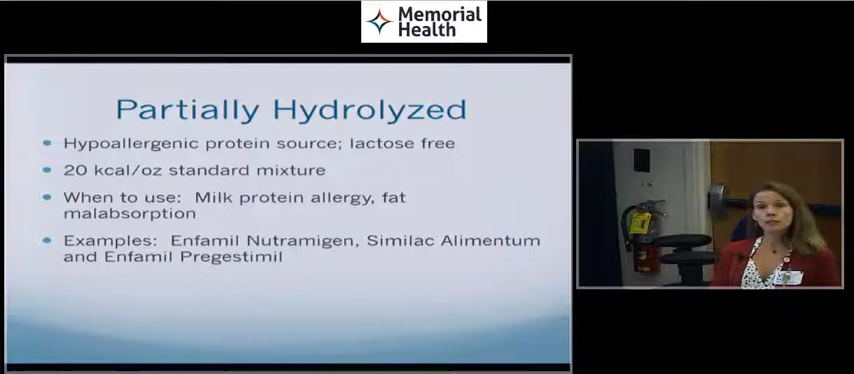 Memorial
Health
Partially Hydrolyzed
Hypoallergenic protein source; lactose free
20 kcal/oz standard mixture
When to use: Milk protein allergy, fat
malabsorption
Examples: Enfamil Nutramigen, Similac Alimentum
and Enfamil Pregestimil